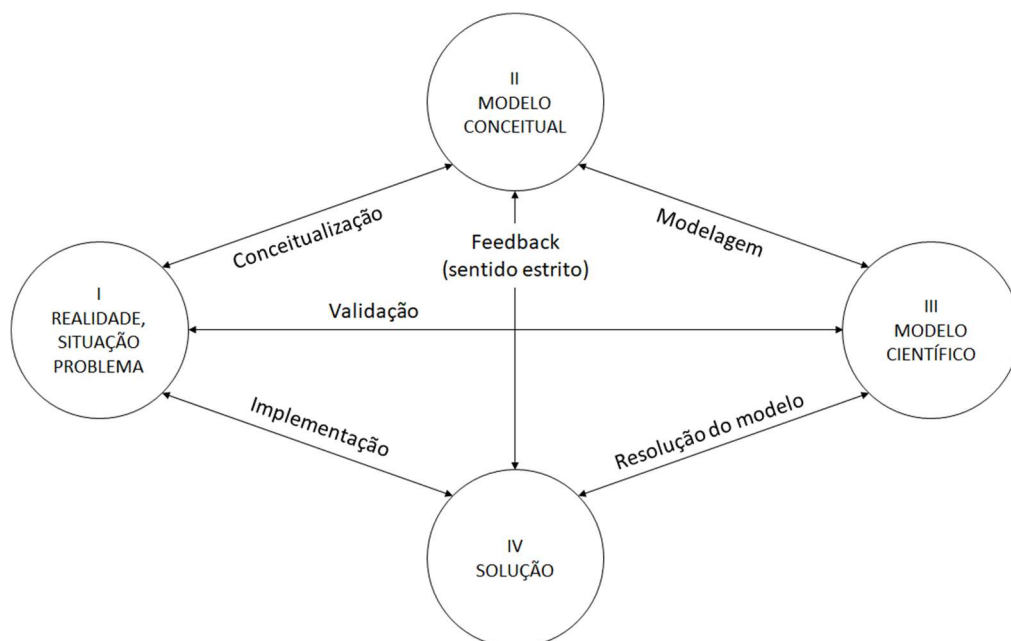 II
MODELO
CONCEITUAL
Conceitualização
Feedback
(sentido estrito)
Modelagem
I
REALIDADE,
SITUAÇÃO
PROBLEMA
Validação
III
MODELO
CIENTÍFICO
Implementação
Resolução do modelo
IV
SOLUÇÃO